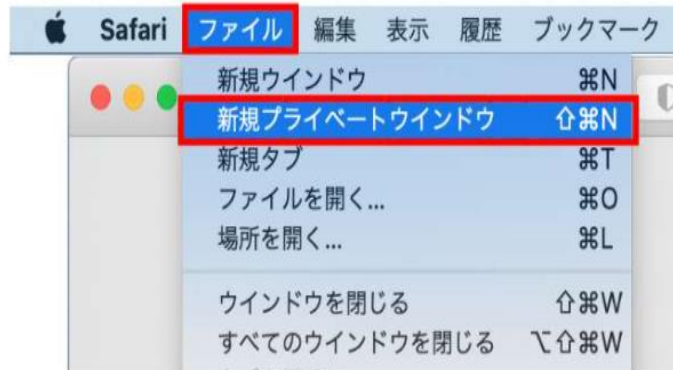 Safari ファイル 編集 表示 履歴 ブックマーク
新規ウインドウ ⌘N
新規プライベートウインドウ ⇧⌘N
新規タブ ⌘T
ファイルを開く... ⌘O
場所を開く... ⌘L
ウインドウを閉じる ⇧⌘W
すべてのウインドウを閉じる ⌥⇧⌘W